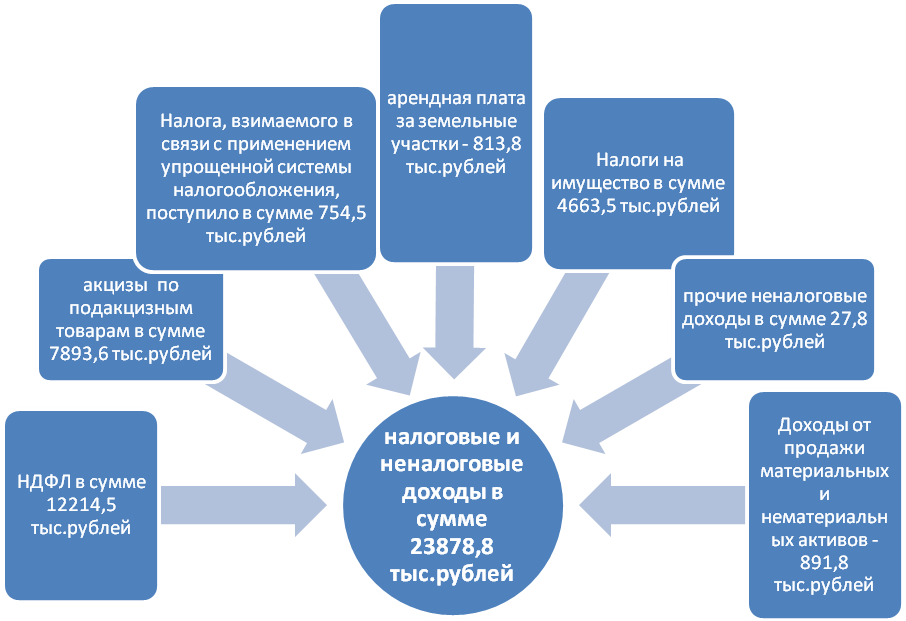 арендная плата
за земельные
участки - 813,8
тыс.рублей
Налога, взимаемого в
связи с применением
упрощенной системы
налогообложения,
поступило в сумме 754,5
тыс.рублей
Налоги на
имущество в сумме
4663,5 тыс.рублей
акцизы по
подакцизным
товарам в сумме
7893,6 тыс.рублей
прочие неналоговые
доходы в сумме 27,8
тыс.рублей
НДФЛ в сумме
12214,5
тыс.рублей
налоговые и
неналоговые
доходы в
сумме
23878,8
тыс.рублей
Доходы от
продажи
материальных
и
нематериальн
ых активов -
891,8
тыс.рублей